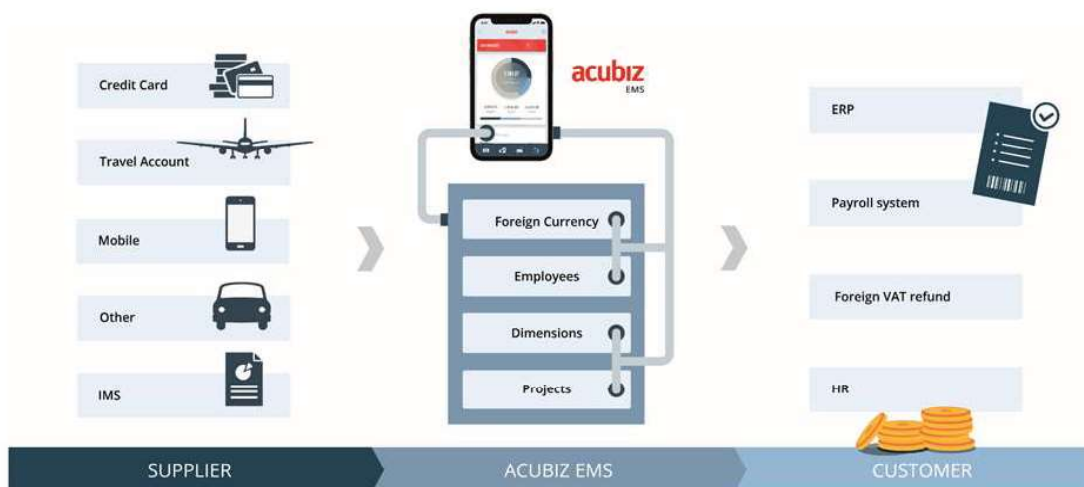 Credit Card
Travel Account
Mobile
Other
IMS
acubiz
EMS
Foreign Currency
Employees
Dimensions
Projects
ERP
Payroll system
Foreign VAT refund
HR
SUPPLIER
ACUBIZ EMS
CUSTOMER